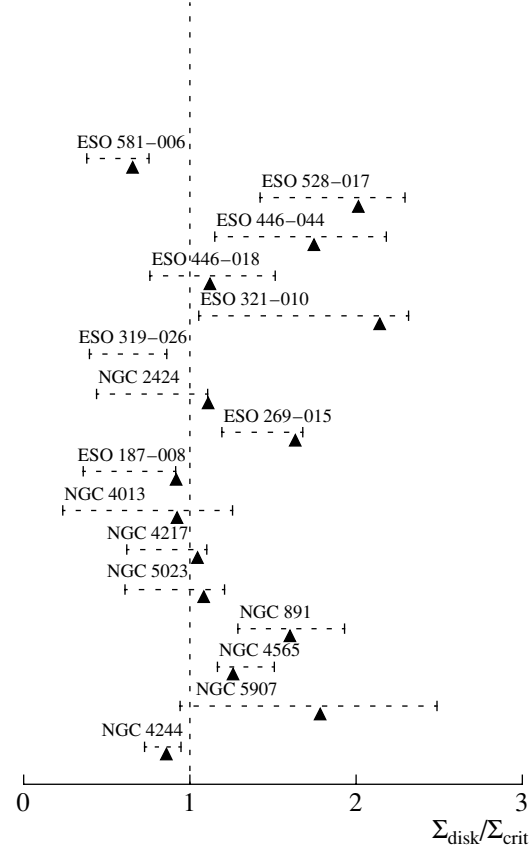 ESO 581–006
ESO 528–017
ESO 446–044
ESO 446–018
ESO 321–010
ESO 319–026
NGC 2424
ESO 269–015
ESO 187–008
NGC 4013
NGC 4217
NGC 5023
NGC 891
NGC 4565
NGC 5907
NGC 4244
0 1 2 3
Σdisk/Σcrit